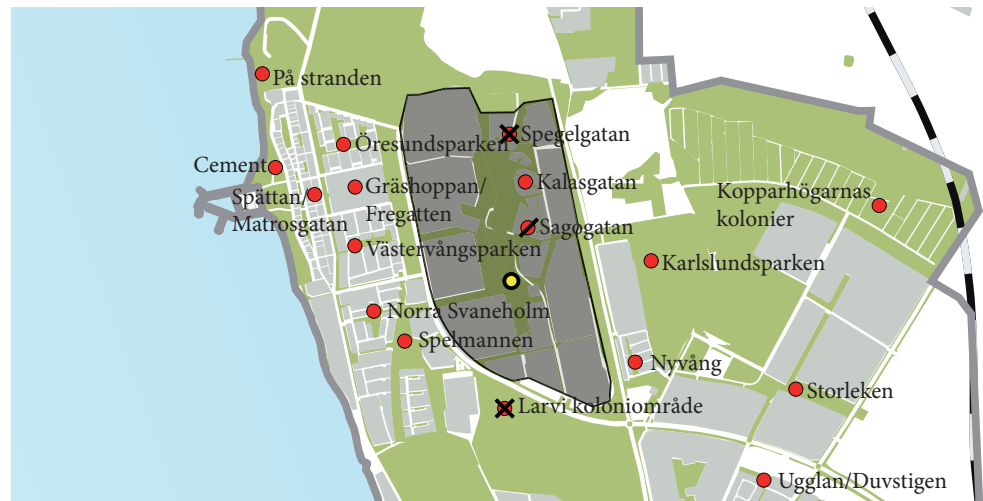 På stranden
Spegelgatan
Öresundsparken
Cement
Kalasgatan
Gräshoppan/
Fregatten
Spättan/
Matrosgatan
Kopparhögarnas
kolonier
Sagogatan
Västervångsparken
Karlslundsparken
Norra Svaneholm
Spelmannen
Nyvång
Storleken
Larvi koloniområde
Ugglan/Duvstigen